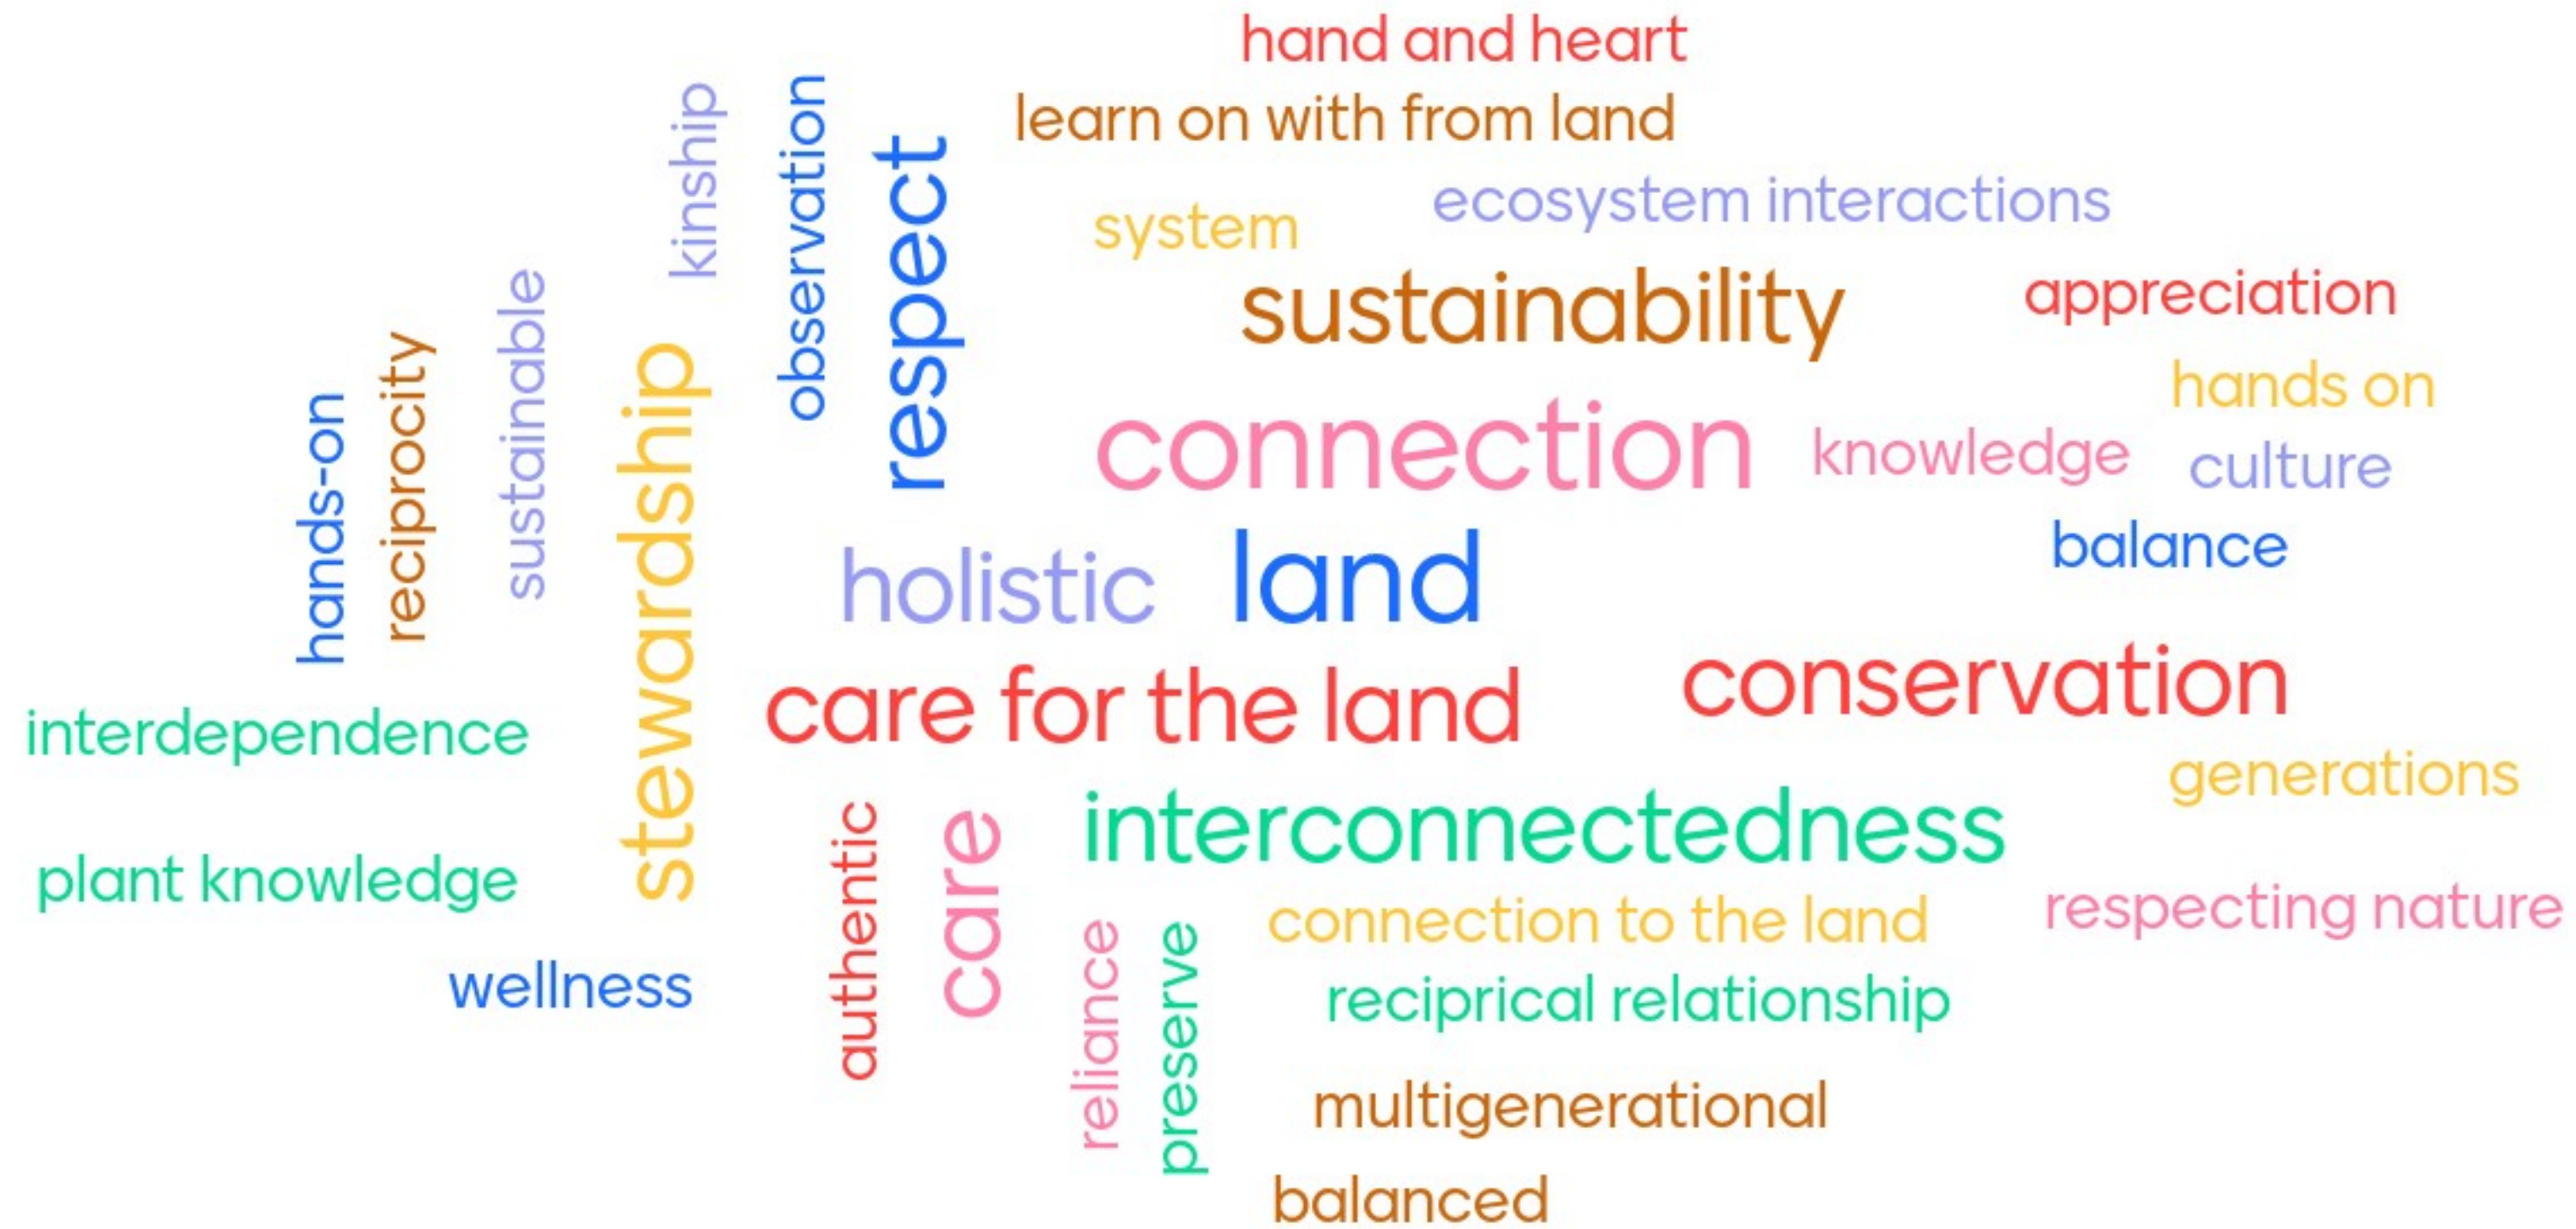 hand and heart
learn on with from land
kinship
observation
respect
system
ecosystem interactions
sustainability
appreciation
hands on
hands-on
reciprocity
sustainable
stewardship
connection
knowledge
culture
balance
holistic
land
care for the land
conservation
interdependence
generations
interconnectedness
authentic
care
plant knowledge
connection to the land
respecting nature
wellness
reliance
preserve
reciprical relationship
multigenerational
balanced